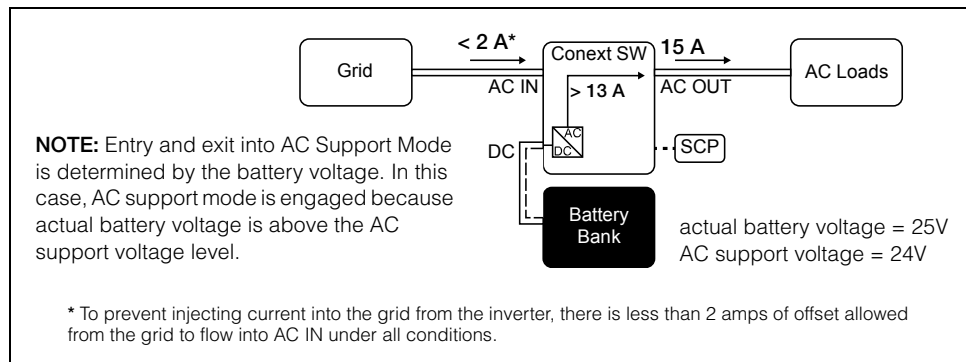 < 2 A*
Conext SW
15 A
Grid
AC Loads
AC IN
> 13 A
AC OUT
AC
DC
DC
SCP
NOTE: Entry and exit into AC Support Mode
is determined by the battery voltage. In this
case, AC support mode is engaged because
actual battery voltage is above the AC
support voltage level.
Battery
Bank
actual battery voltage = 25V
AC support voltage = 24V
* To prevent injecting current into the grid from the inverter, there is less than 2 amps of offset allowed
from the grid to flow into AC IN under all conditions.